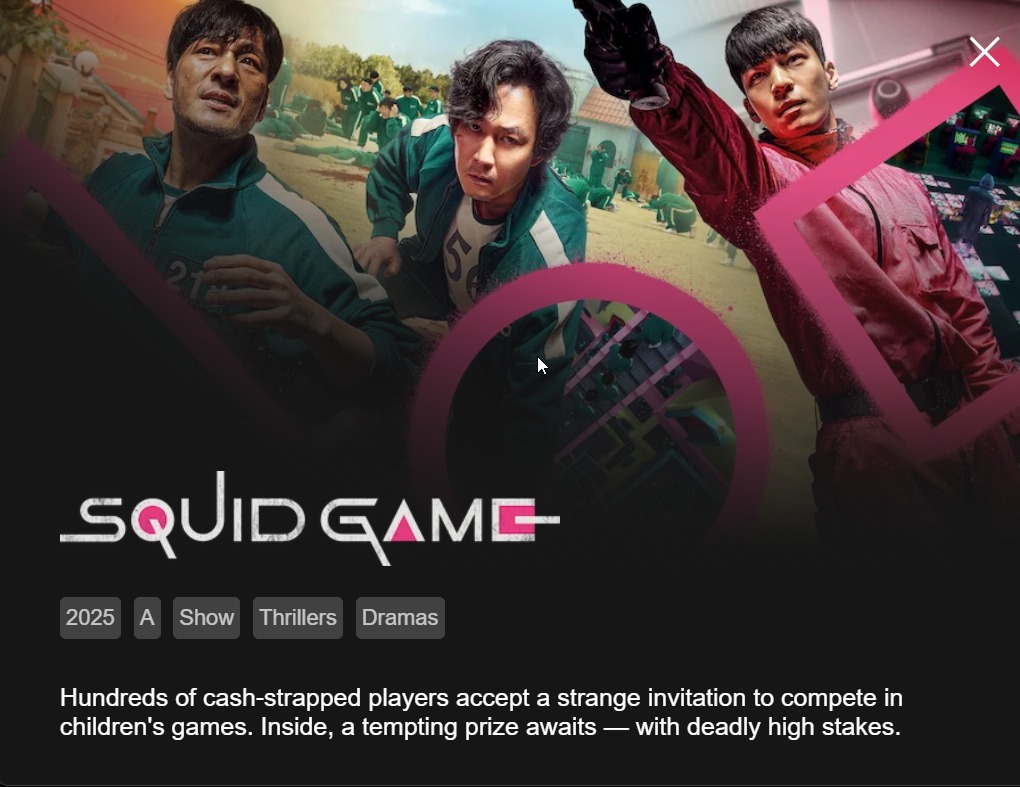 SQUID GAME
2025 A Show Thrillers Dramas
Hundreds of cash-strapped players accept a strange invitation to compete in
children's games. Inside, a tempting prize awaits — with deadly high stakes.